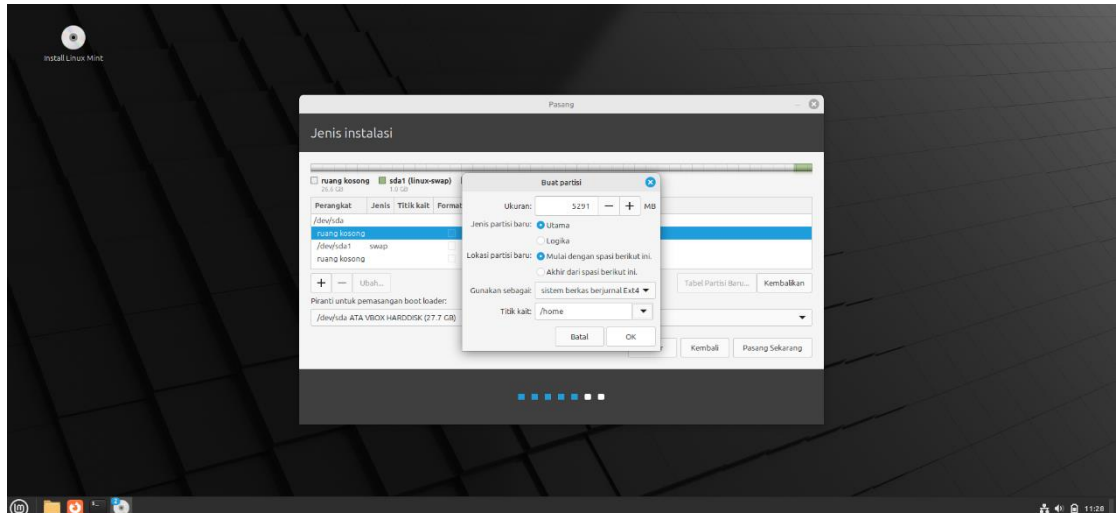 Install Linux Mint
Pasang
Jenis instalasi
ruang kosong sda1 (linux-swap)
1.0 GB
Perangkat Jenis Titik kait Format
/dev/sda
ruang kosong
/dev/sda1 swap
ruang kosong
+ — Ubah...
Tabel Partisi Baru... Kembalikan
Piranti untuk pemasangan boot loader:
/dev/sda ATA VBOX HARDDISK (27.7 GB)
Kembali Pasang Sekarang
Buat partisi
Ukuran: 5291 — + MB
Jenis partisi baru: Utama
Logika
Lokasi partisi baru: Mulai dengan spasi berikut ini.
Akhir dari spasi berikut ini.
Gunakan sebagai: sistem berkas berjurnal Ext4
Titik kait: /home
Batal OK
11:28